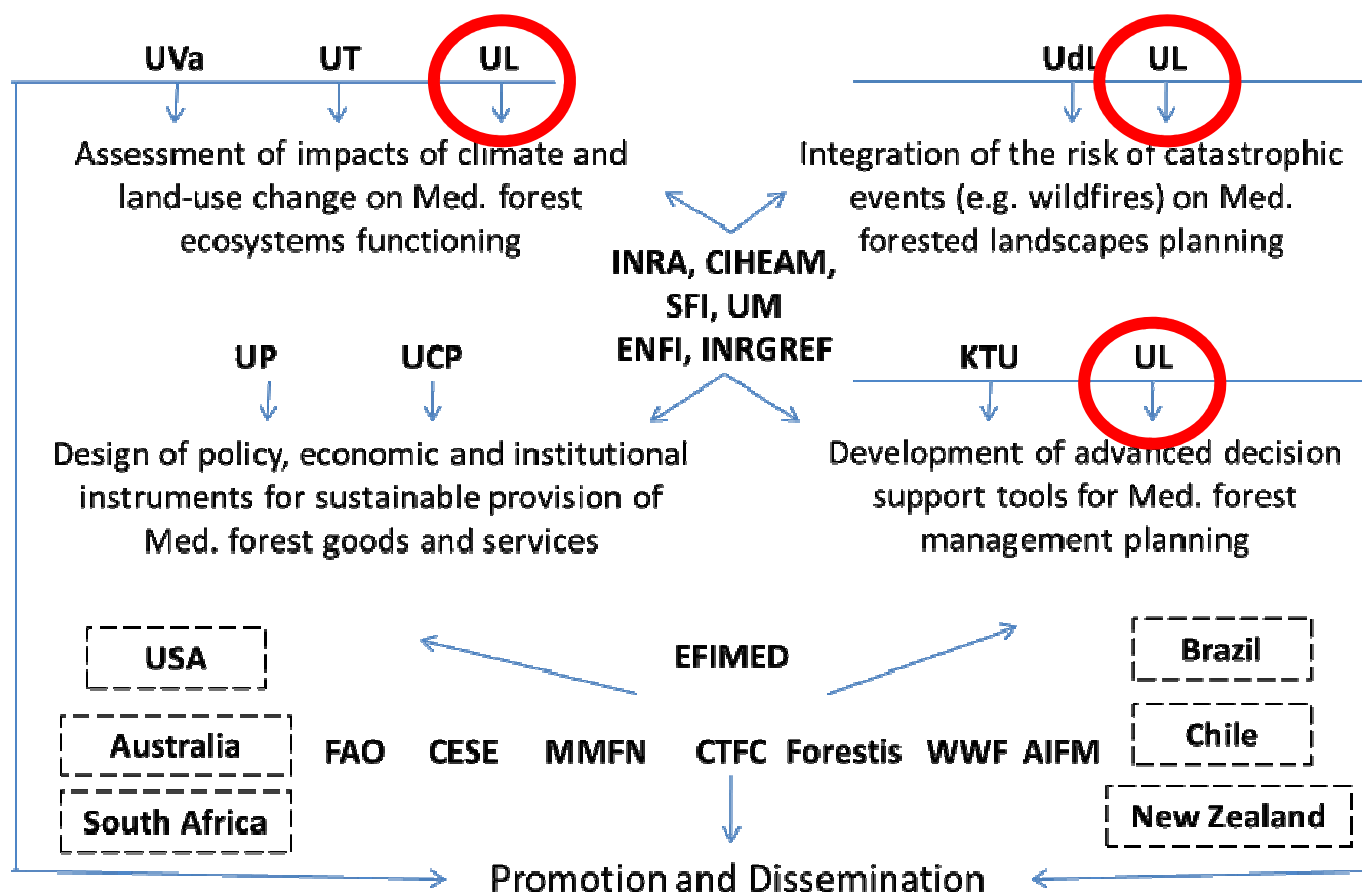 UVa UT UL
Assessment of impacts of climate and
land-use change on Med. forest
ecosystems functioning
UdL UL
Integration of the risk of catastrophic
events (e.g. wildfires) on Med.
forested landscapes planning
INRA, CIHEAM,
SFI, UM
ENFI, INRGREF
UP UCP
Design of policy, economic and institutional
instruments for sustainable provision of
Med. forest goods and services
KTU UL
Development of advanced decision
support tools for Med. forest
management planning
USA
Australia
South Africa
EFIMED
FAO CESE MMFN CTFC Forestis WWF AIFM
Brazil
Chile
New Zealand
Promotion and Dissemination